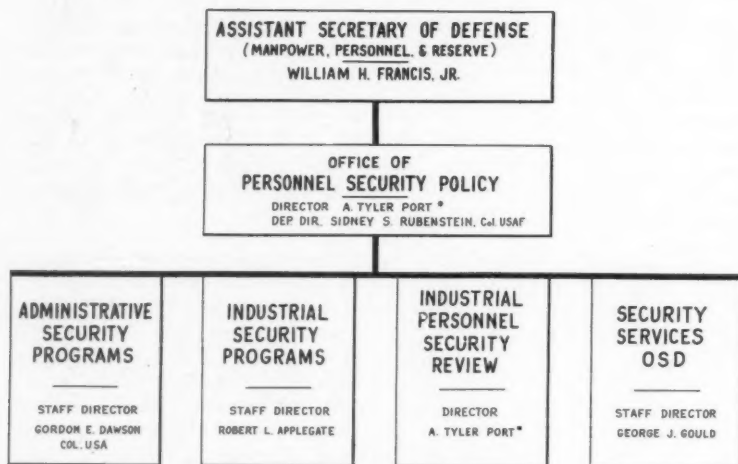 ASSISTANT SECRETARY OF DEFENSE
(MANPOWER, PERSONNEL, & RESERVE)
WILLIAM H. FRANCIS, JR.
OFFICE OF
PERSONNEL SECURITY POLICY
DIRECTOR A. TYLER PORT *
DEP. DIR. SIDNEY S. RUBENSTEIN, Col. USAF
ADMINISTRATIVE
SECURITY
PROGRAMS
STAFF DIRECTOR
GORDON E. DAWSON
COL. USA
INDUSTRIAL
SECURITY
PROGRAMS
STAFF DIRECTOR
ROBERT L. APPLEGATE
INDUSTRIAL
PERSONNEL
SECURITY
REVIEW
DIRECTOR
A. TYLER PORT*
SECURITY
SERVICES
OSD
STAFF DIRECTOR
GEORGE J. GOULD